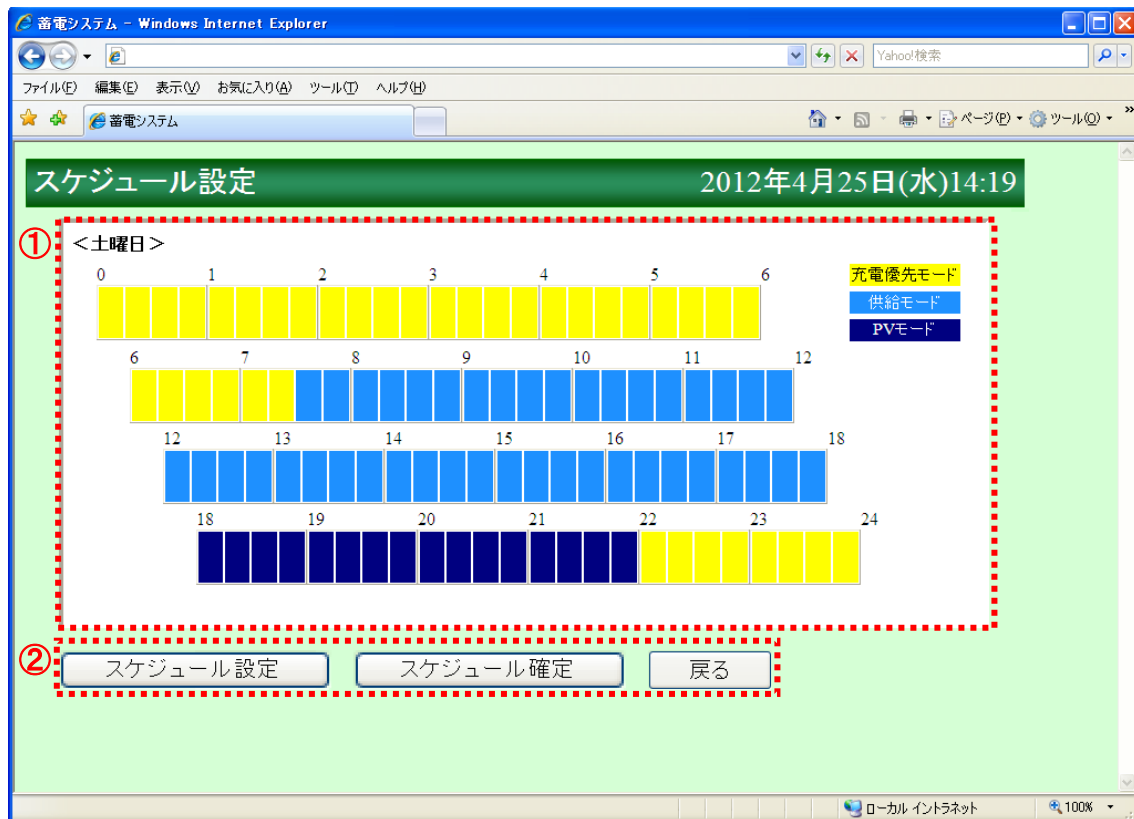 蓄電システム - Windows Internet Explorer
Yahoo!検索
ファイル(F) 編集(E) 表示(V) お気に入り(A) ツール(T) ヘルプ(H)
蓄電システム ページ(P) ツール(O) »
スケジュール設定 2012年4月25日(水)14:19
①
＜土曜日＞
0 1 2 3 4 5 6
充電優先モード
供給モード
PVモード
6 7 8 9 10 11 12
12 13 14 15 16 17 18
18 19 20 21 22 23 24
②
スケジュール設定 スケジュール確定 戻る
ローカル イントラネット 100%